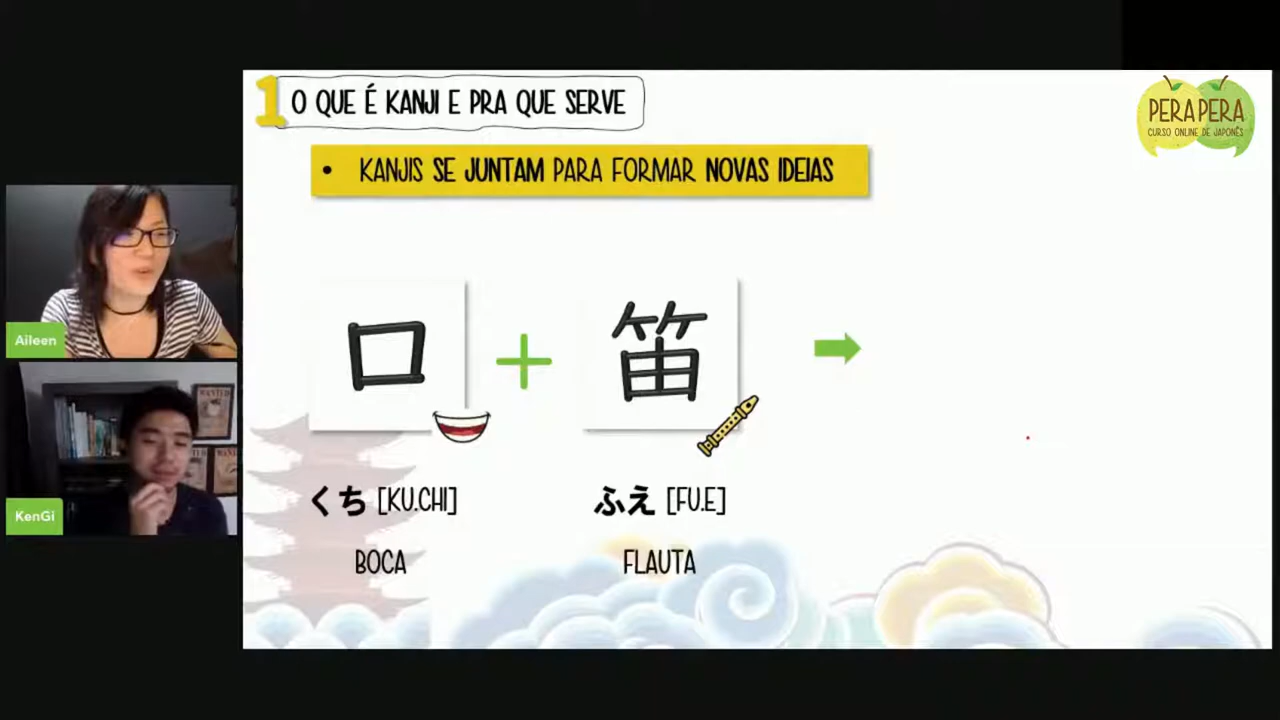 1 O QUE É KANJI E PRA QUE SERVE
PERA PERA
CURSO ONLINE DE JAPONÊS
• KANJIS SE JUNTAM PARA FORMAR NOVAS IDEIAS
口 + 笛
くち [KU.CHI]
BOCA
ふえ [FU.E]
FLAUTA
Aileen
WANTED
KenGi